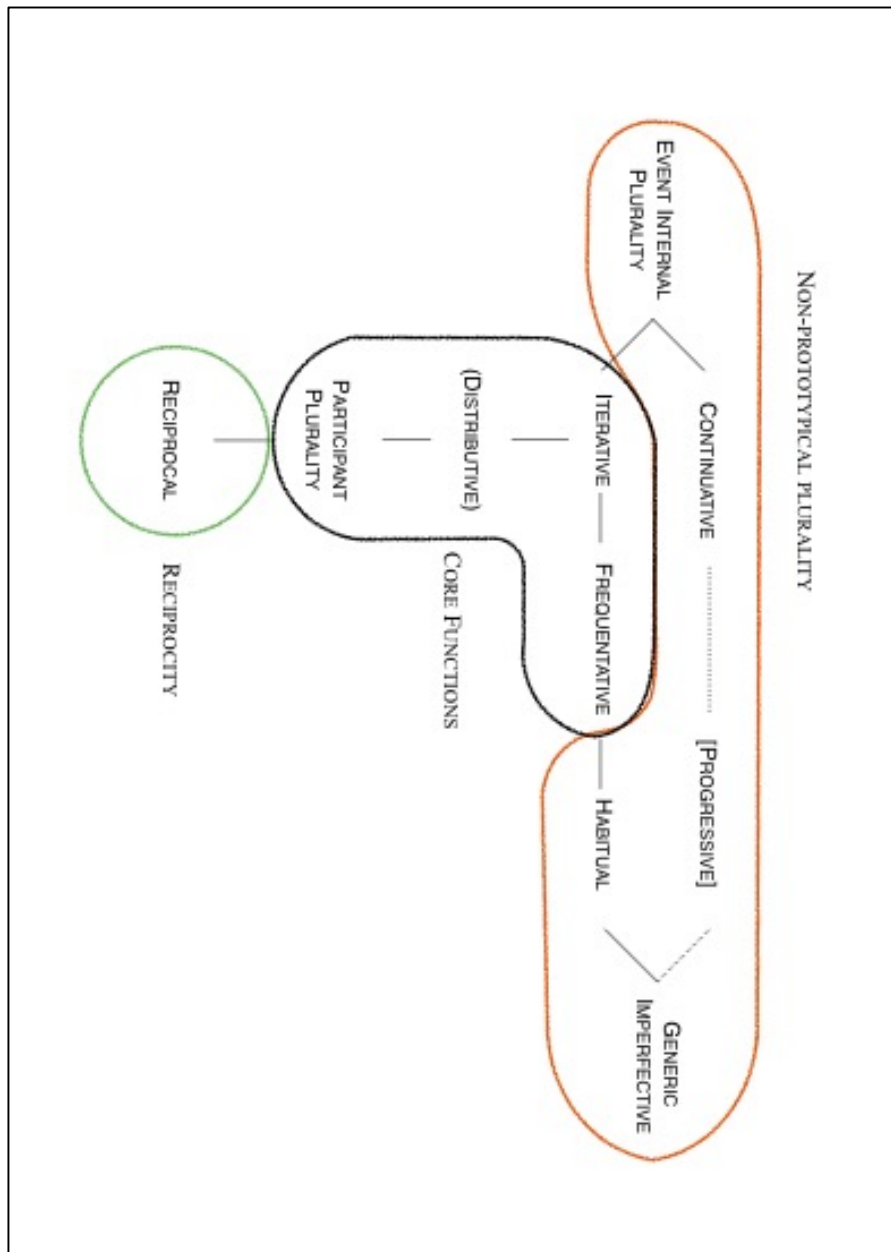 NON-PROTOTYPICAL PLURALITY
CONTINUATIVE
[PROGRESSIVE]
EVENT INTERNAL
PLURALITY
GENERIC
IMPERFECTIVE
ITERATIVE
FREQUENTATIVE
HABITUAL
(DISTRIBUTIVE)
CORE FUNCTIONS
PARTICIPANT
PLURALITY
RECIPROCAL
RECIPROCITY